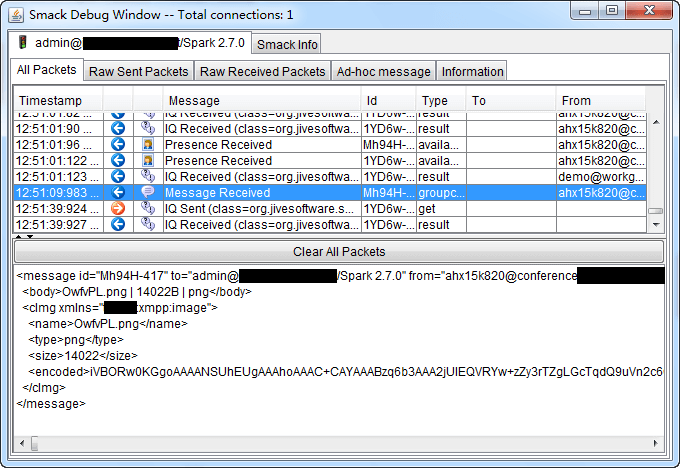 Smack Debug Window -- Total connections: 1
admin@ t/Spark 2.7.0 Smack Info
All Packets Raw Sent Packets Raw Received Packets Ad-hoc message Information
Timestamp Message Id Type To From
12:51:01:82 ... IQ Received (class=org.jivesoftwa... 1YD6w-... result ahx15k820@c...
12:51:01:90 ... IQ Received (class=org.jivesoftwa... 1YD6w-... result ahx15k820@c...
12:51:01:96 ... Presence Received Mh94H-... availa... ahx15k820@c...
12:51:01:122 ... Presence Received Mh94H-... availa... ahx15k820@c...
12:51:01:123 ... IQ Received (class=org.jivesoftwa... 1YD6w-... result demo@workg...
12:51:09:983 ... Message Received Mh94H-... groupc... ahx15k820@c...
12:51:39:924 ... IQ Sent (class=org.jivesoftware.s... 1YD6w-... get
12:51:39:927 ... IQ Received (class=org.jivesoftwa... 1YD6w-... result
Clear All Packets
<message id="Mh94H-417" to="admin@ /Spark 2.7.0" from="ahx15k820@conference
<body>OwfvPL.png | 14022B | png</body>
<cImg xmlns=" :xmpp:image">
<name>OwfvPL.png</name>
<type>png</type>
<size>14022</size>
<encoded>iVBORw0KGgoAAAANSUhEUgAAAhoAAAC+CAYAAABzq6b3AAA2jUlEQVRYw+zZy3rTZgLGcTqdQ9uVn2c6
</cImg>
</message>